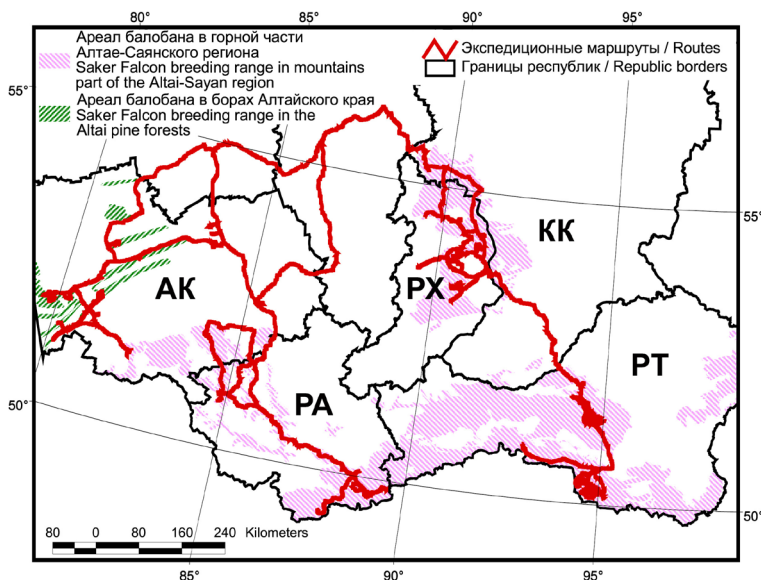 80°
85°
90°
95°
Ареал балобана в горной части
Алтае-Саянского региона
Saker Falcon breeding range in mountains
part of the Altai-Sayan region
Ареал балобана в борах Алтайского края
Saker Falcon breeding range in the
Altai pine forests
Экспедиционные маршруты / Routes
Границы республик / Republic borders
55°
55°
КК
АК
РХ
РТ
РА
50°
50°
80 0 80 160 240 Kilometers
85°
90°
95°